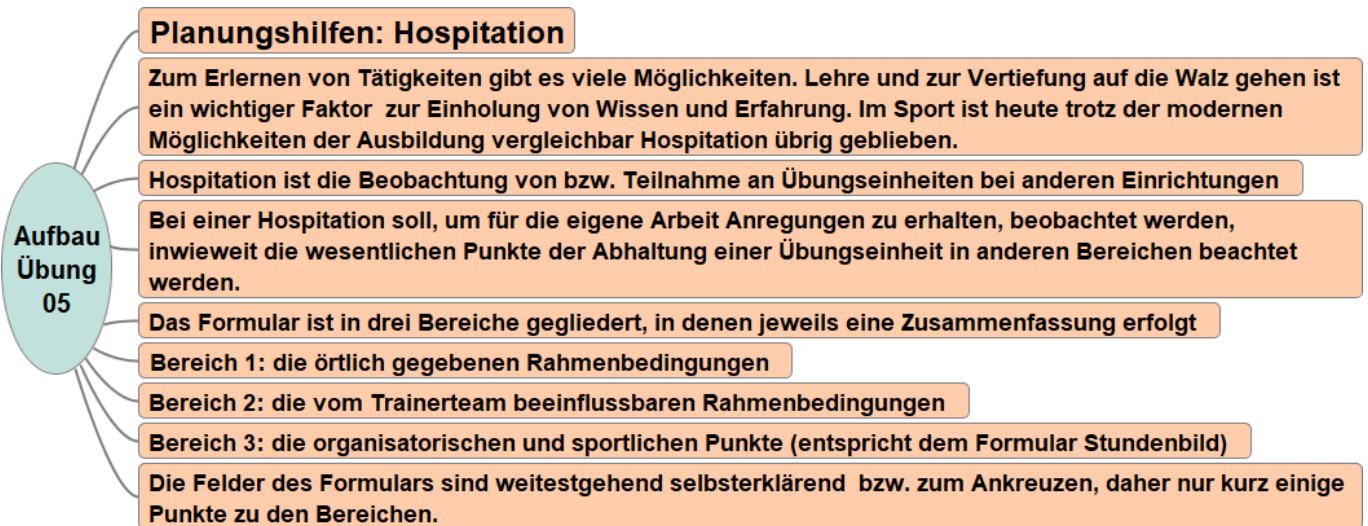 Aufbau
Übung
05
Planungshilfen: Hospitation
Zum Erlernen von Tätigkeiten gibt es viele Möglichkeiten. Lehre und zur Vertiefung auf die Walz gehen ist
ein wichtiger Faktor  zur Einholung von Wissen und Erfahrung. Im Sport ist heute trotz der modernen
Möglichkeiten der Ausbildung vergleichbar Hospitation übrig geblieben.
Hospitation ist die Beobachtung von bzw. Teilnahme an Übungseinheiten bei anderen Einrichtungen
Bei einer Hospitation soll, um für die eigene Arbeit Anregungen zu erhalten, beobachtet werden,
inwieweit die wesentlichen Punkte der Abhaltung einer Übungseinheit in anderen Bereichen beachtet
werden.
Das Formular ist in drei Bereiche gegliedert, in denen jeweils eine Zusammenfassung erfolgt
Bereich 1: die örtlich gegebenen Rahmenbedingungen
Bereich 2: die vom Trainerteam beeinflussbaren Rahmenbedingungen
Bereich 3: die organisatorischen und sportlichen Punkte (entspricht dem Formular Stundenbild)
Die Felder des Formulars sind weitestgehend selbsterklärend  bzw. zum Ankreuzen, daher nur kurz einige
Punkte zu den Bereichen.